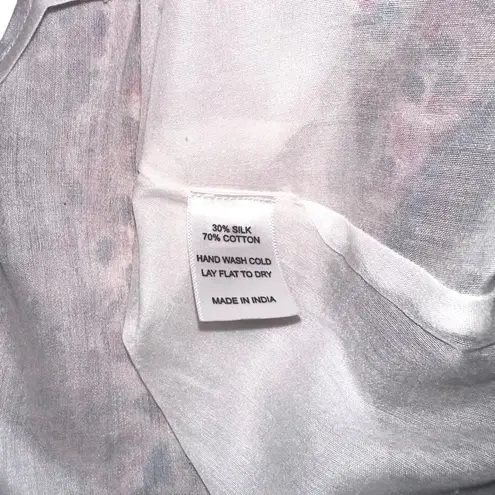 30% SILK
70% COTTON
HAND WASH COLD
LAY FLAT TO DRY
MADE IN INDIA